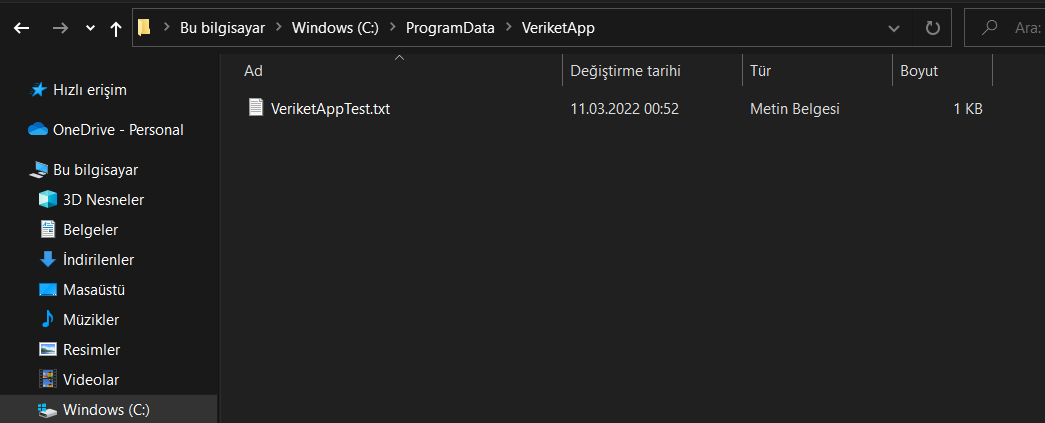 Bu bilgisayar > Windows (C:) > ProgramData > VeriketApp
Ara:
Ad Değiştirme tarihi Tür Boyut
VeriketAppTest.txt 11.03.2022 00:52 Metin Belgesi 1 KB
Hızlı erişim
OneDrive - Personal
Bu bilgisayar
3D Nesneler
Belgeler
İndirilenler
Masaüstü
Müzikler
Resimler
Videolar
Windows (C:)